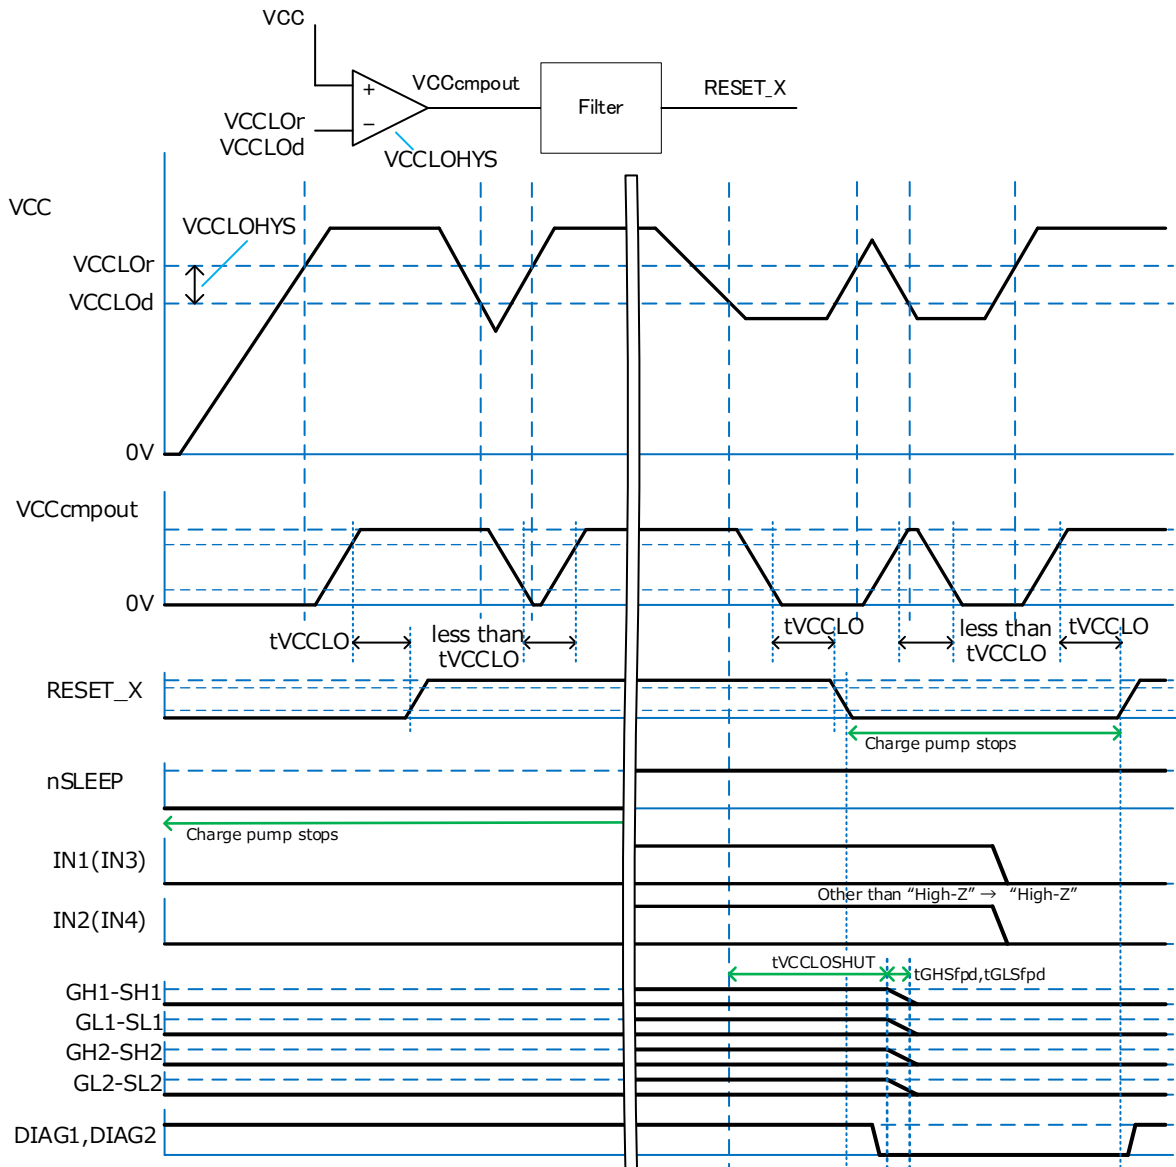 VCC
VCCcmpout
RESET_X
+
Filter
VCCLOr
−
VCCLOd
VCCLOHYS
VCC
VCCLOHYS
VCCLOr
VCCLOd
0V
VCCcmpout
0V
tVCCLO
less than
tVCCLO
tVCCLO
less than
tVCCLO
tVCCLO
RESET_X
Charge pump stops
nSLEEP
Charge pump stops
IN1(IN3)
Other than “High-Z” → “High-Z”
IN2(IN4)
tVCCLOSHUT
tGHSfpd,tGLSfpd
GH1-SH1
GL1-SL1
GH2-SH2
GL2-SL2
DIAG1,DIAG2